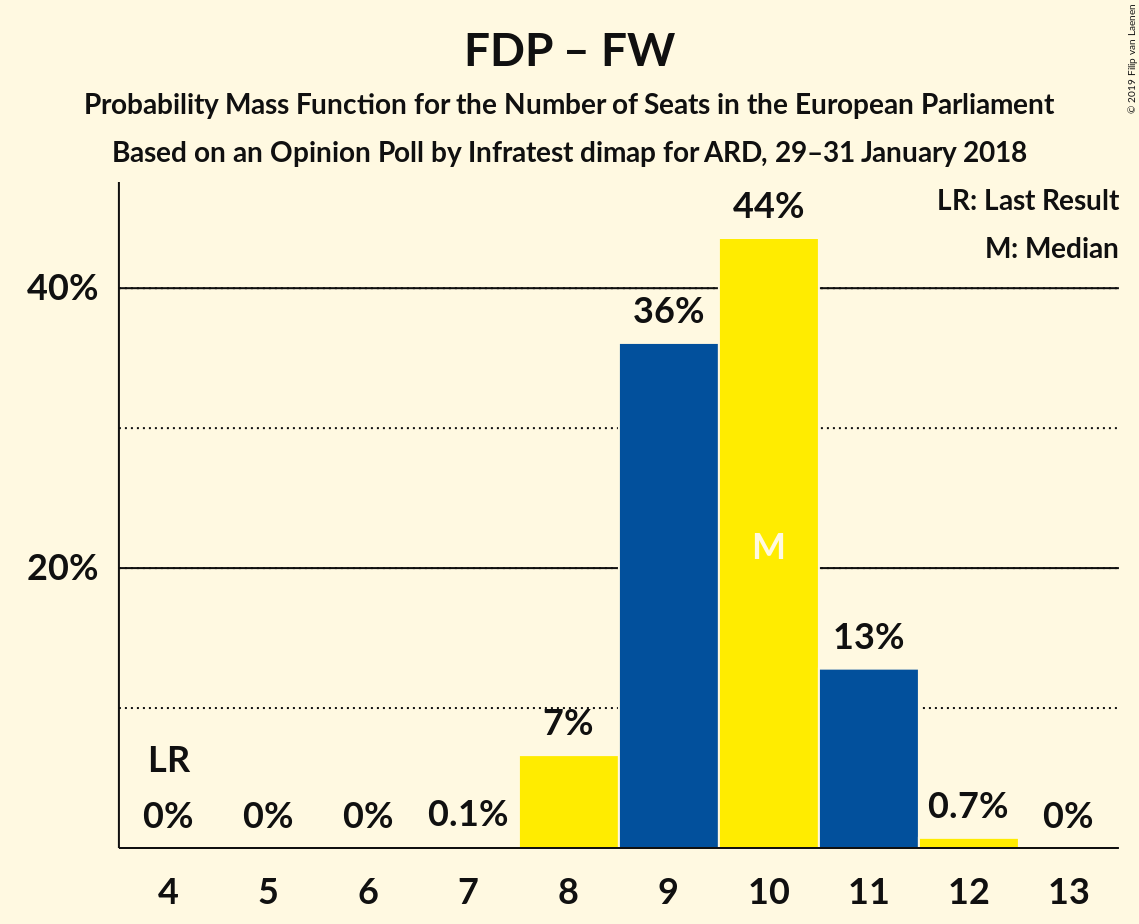 FDP – FW
Probability Mass Function for the Number of Seats in the European Parliament
Based on an Opinion Poll by Infratest dimap for ARD, 29–31 January 2018
© 2019 Filip van Laenen
LR: Last Result
M: Median
44%
40%
36%
M
20%
13%
7%
LR
0% 0% 0% 0.1% 0.7% 0%
4 5 6 7 8 9 10 11 12 13